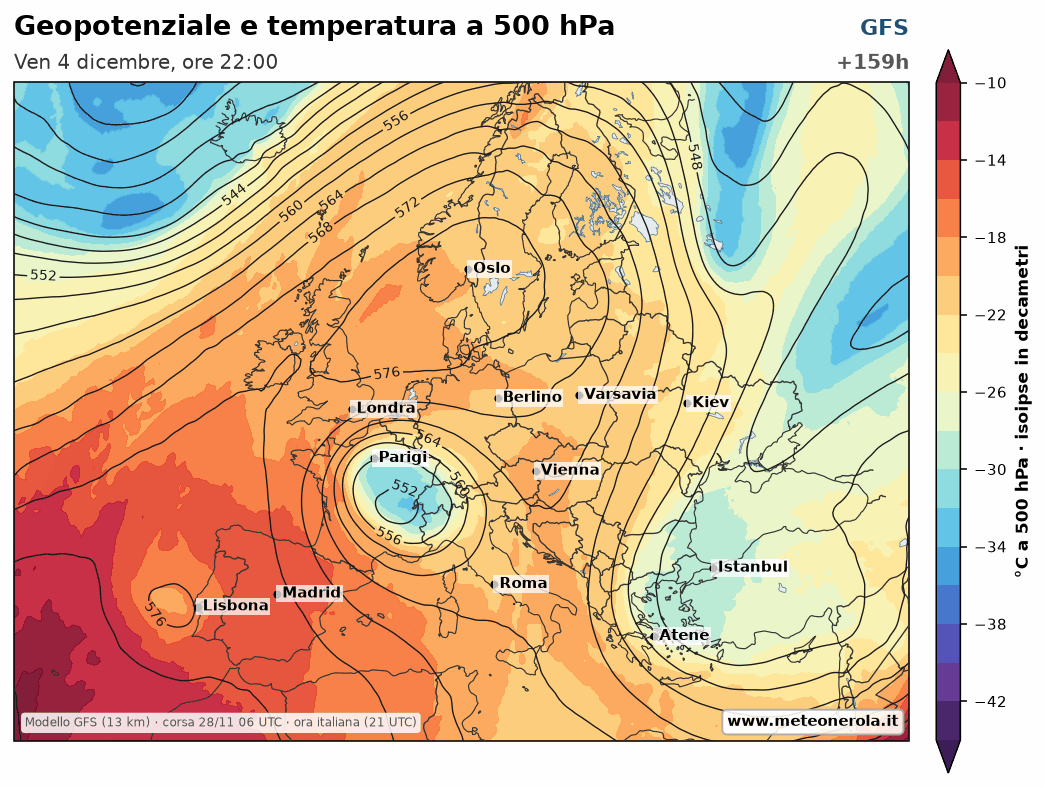 Geopotenziale e temperatura a 500 hPa
GFS
Ven 4 dicembre, ore 22:00
+159h
556
548
544
560
564
568
572
552
Oslo
576
Berlino
Varsavia
Kiev
Londra
564
Parigi
560
552
Vienna
556
Istanbul
Roma
Madrid
Lisbona
576
Atene
Modello GFS (13 km) · corsa 28/11 06 UTC · ora italiana (21 UTC)
www.meteonerola.it
−10
−14
−18
−22
−26
−30
−34
−38
−42
°C a 500 hPa · isoipse in decametri